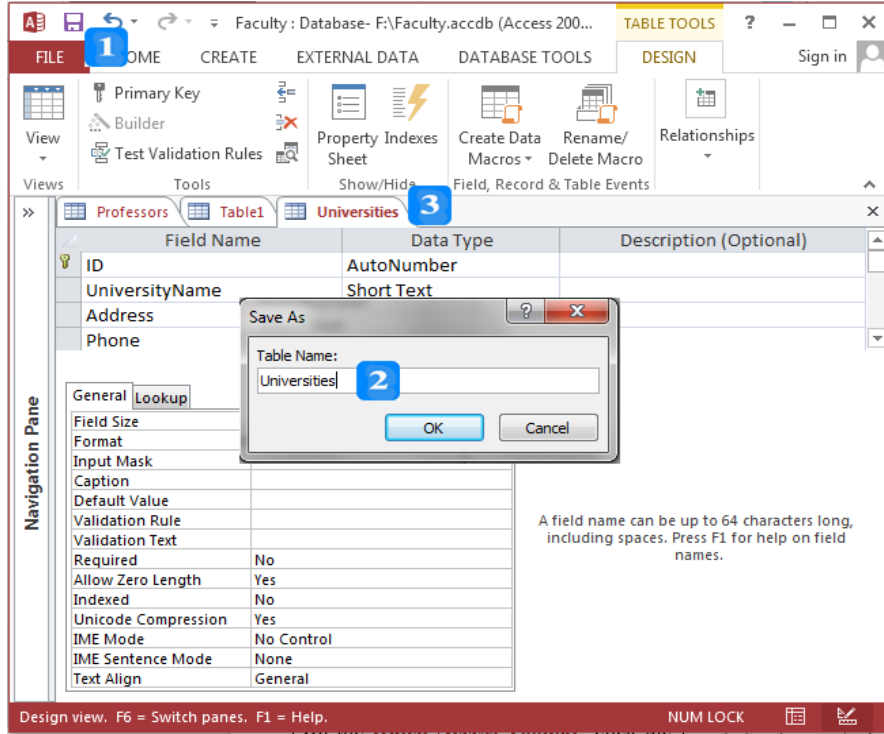 Faculty : Database- F:\Faculty.accdb (Access 200... TABLE TOOLS ?
FILE 1 OME CREATE EXTERNAL DATA DATABASE TOOLS DESIGN Sign in
Primary Key
Builder
Test Validation Rules
View
Property Sheet
Indexes
Create Data Macros
Rename/ Delete Macro
Relationships
Views Tools Show/Hide Field, Record & Table Events
» Professors Table1 Universities 3
Field Name Data Type Description (Optional)
ID AutoNumber
UniversityName Short Text
Address
Phone
Save As
Table Name:
Universities 2
OK Cancel
Navigation Pane
General Lookup
Field Size
Format
Input Mask
Caption
Default Value
Validation Rule
Validation Text
Required No
Allow Zero Length Yes
Indexed No
Unicode Compression Yes
IME Mode No Control
IME Sentence Mode None
Text Align General
A field name can be up to 64 characters long,
including spaces. Press F1 for help on field
names.
Design view. F6 = Switch panes. F1 = Help. NUM LOCK